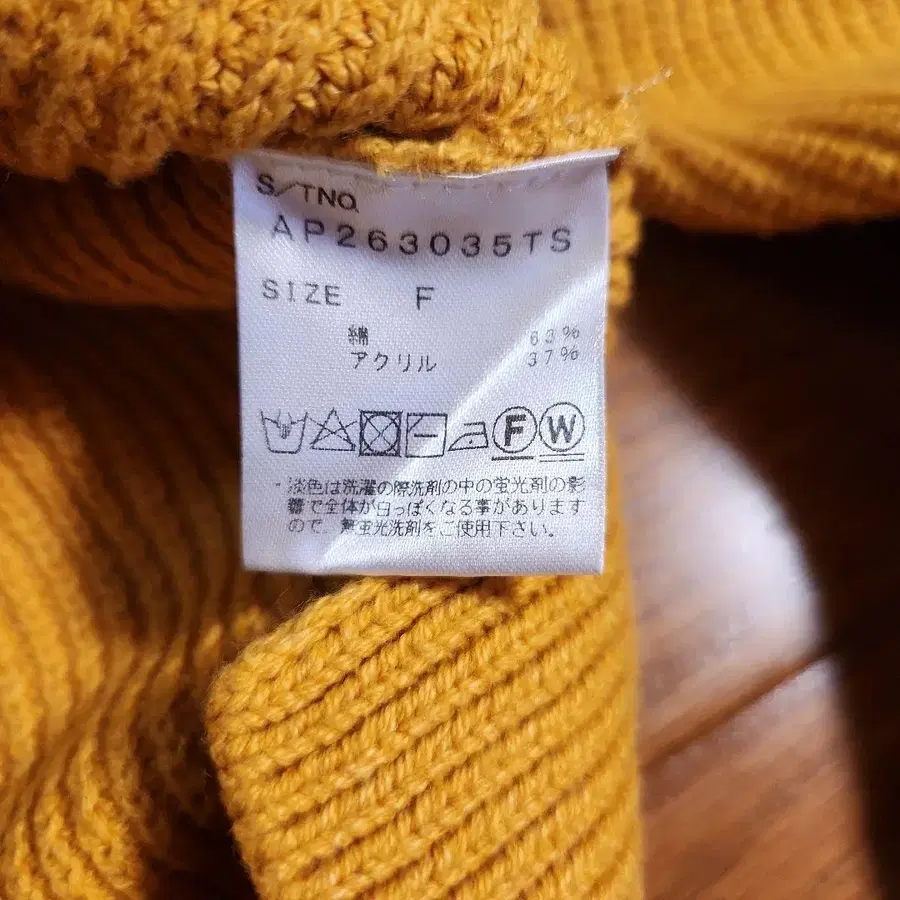 S/TNO.
AP263035TS
SIZE F
綿 63%
アクリル 37%
F W
・淡色は洗濯の際洗剤の中の蛍光剤の影
響で全体が白っぽくなる事があります
ので、無蛍光洗剤をご使用下さい。